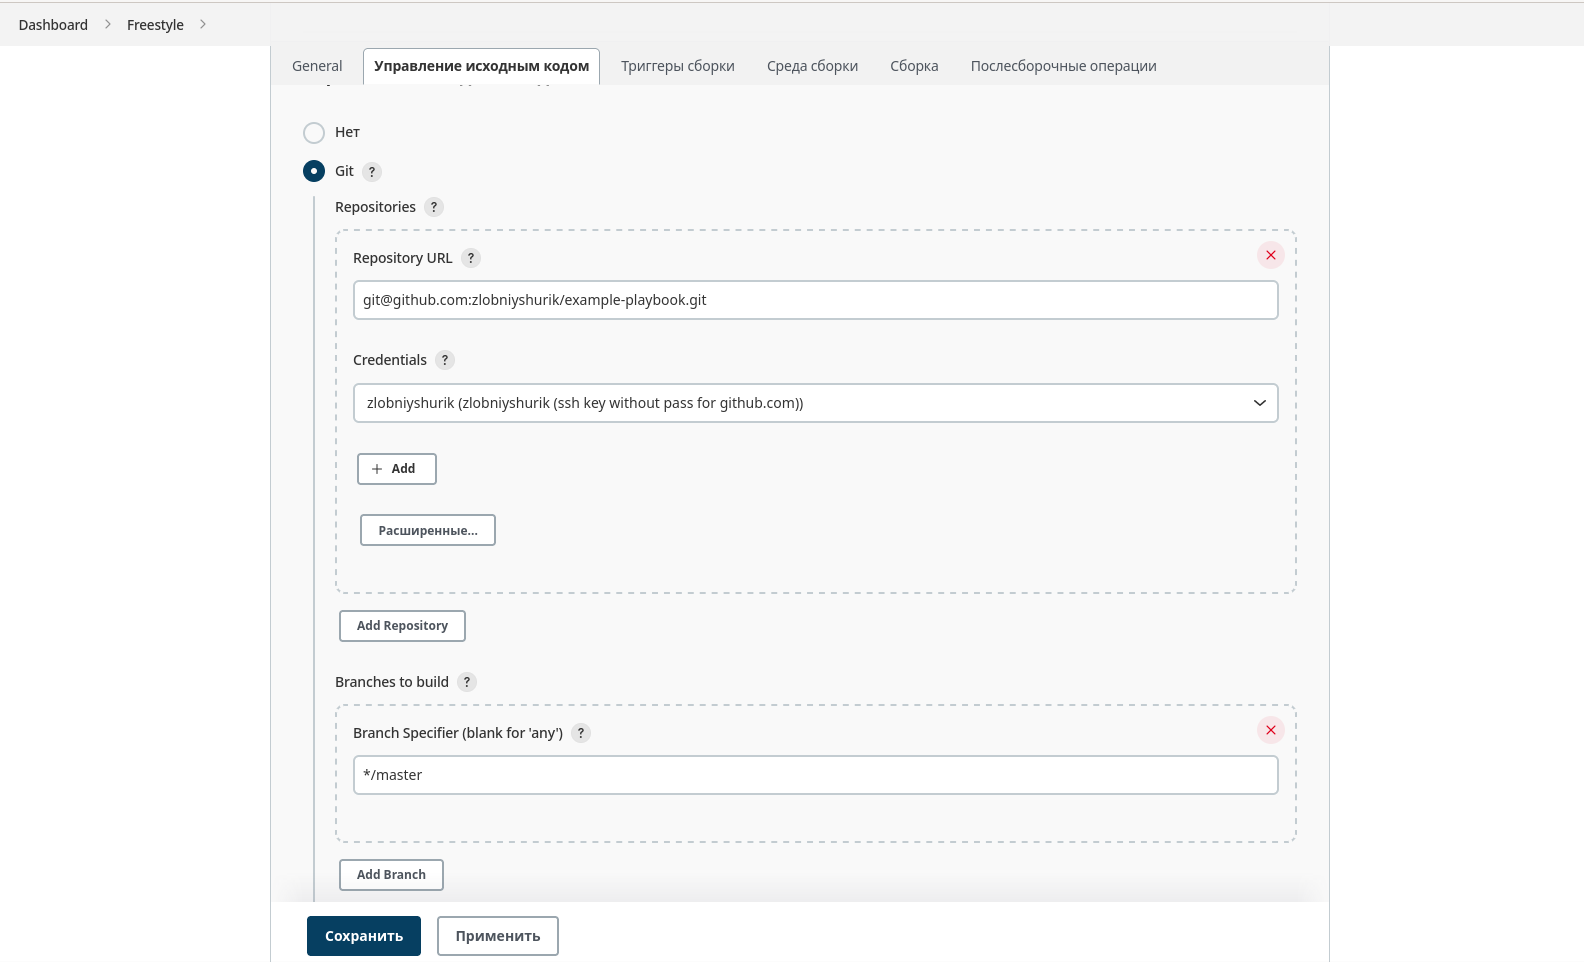 Dashboard > Freestyle >
General Управление исходным кодом Триггеры сборки Среда сборки Сборка Послесборочные операции
Нет
Git ?
Repositories ?
Repository URL ?
git@github.com:zlobniyshurik/example-playbook.git
Credentials ?
zlobniyshurik (zlobniyshurik (ssh key without pass for github.com))
+ Add
Расширенные...
Add Repository
Branches to build ?
Branch Specifier (blank for 'any') ?
*/master
Add Branch
Сохранить Применить